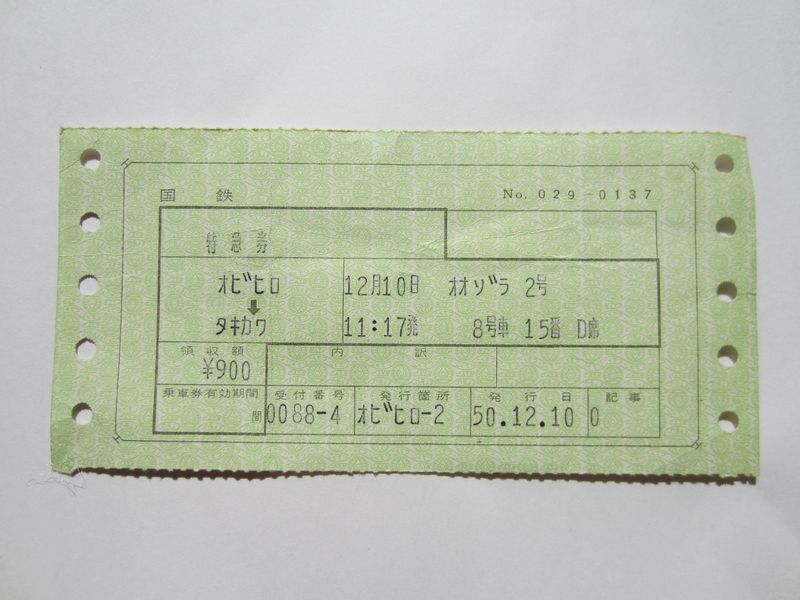 国鉄 No. 029-0137
特急券
オビヒロ 12月10日 オオゾラ 2号
⬇
タキカワ 11:17発 8号車 15番 D席
領収額 内訳
¥900
乗車券有効期間 受付番号 発行箇所 発行日 記事
間 0088-4 オビヒロ-2 50.12.10 0